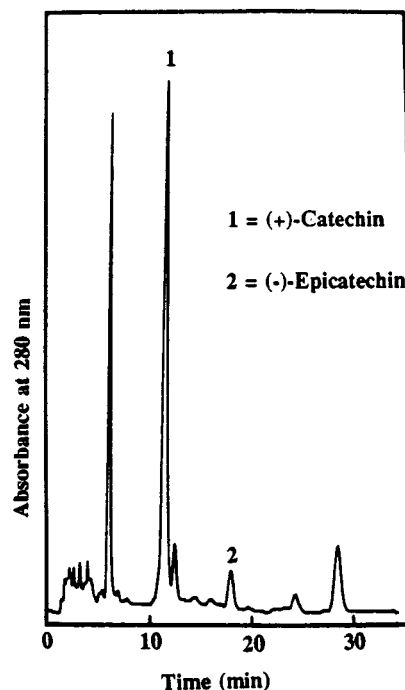 1
1 = (+)-Catechin
2 = (-)-Epicatechin
2
Absorbance at 280 nm
0 10 20 30
Time (min)